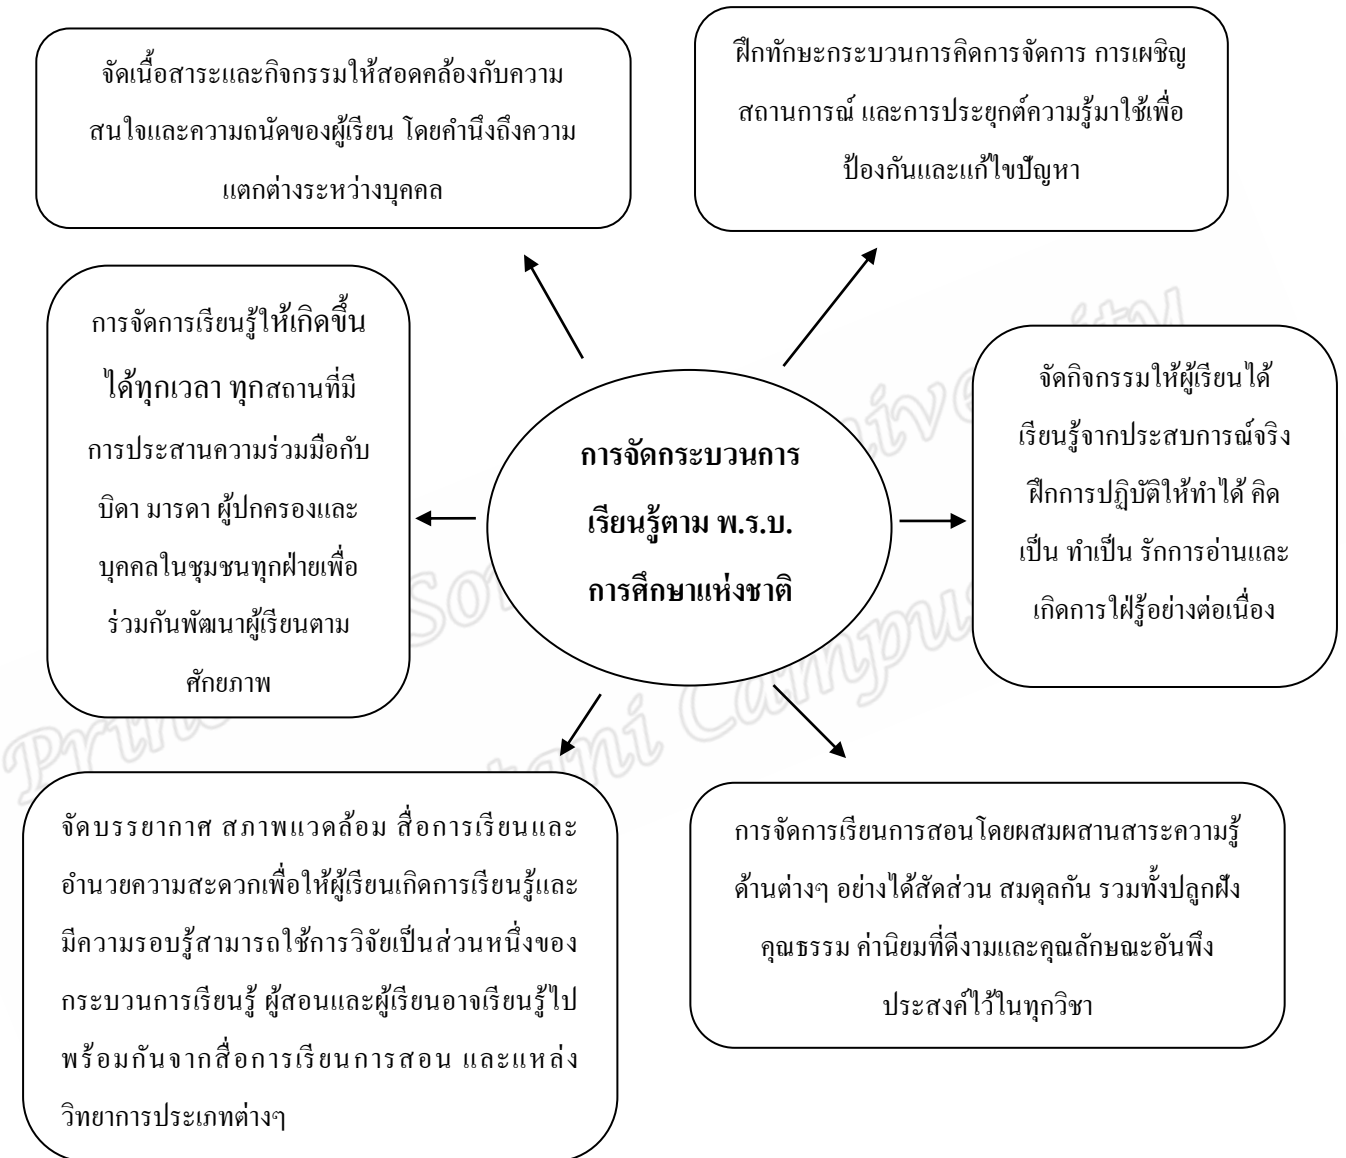 จัดเนื้อสาระและกิจกรรมให้สอดคล้องกับความ
สนใจและความถนัดของผู้เรียน โดยคำนึงถึงความ
แตกต่างระหว่างบุคคล
ฝึกทักษะกระบวนการคิดการจัดการ การเผชิญ
สถานการณ์ และการประยุกต์ความรู้มาใช้เพื่อ
ป้องกันและแก้ไขปัญหา
การจัดการเรียนรู้ให้เกิดขึ้น
ได้ทุกเวลา ทุกสถานที่มี
การประสานความร่วมมือกับ
บิดา มารดา ผู้ปกครองและ
บุคคลในชุมชนทุกฝ่ายเพื่อ
ร่วมกันพัฒนาผู้เรียนตาม
ศักยภาพ
การจัดกระบวนการ
เรียนรู้ตาม พ.ร.บ.
การศึกษาแห่งชาติ
จัดกิจกรรมให้ผู้เรียนได้
เรียนรู้จากประสบการณ์จริง
ฝึกการปฏิบัติให้ทำได้ คิด
เป็น ทำเป็น รักการอ่านและ
เกิดการใฝ่รู้อย่างต่อเนื่อง
จัดบรรยากาศ สภาพแวดล้อม สื่อการเรียนและ
อำนวยความสะดวกเพื่อให้ผู้เรียนเกิดการเรียนรู้และ
มีความรอบรู้สามารถใช้การวิจัยเป็นส่วนหนึ่งของ
กระบวนการเรียนรู้ ผู้สอนและผู้เรียนอาจเรียนรู้ไป
พร้อมกันจากสื่อการเรียนการสอน และแหล่ง
วิทยาการประเภทต่างๆ
การจัดการเรียนการสอนโดยผสมผสานสาระความรู้
ด้านต่างๆ อย่างได้สัดส่วน สมดุลกัน รวมทั้งปลูกฝัง
คุณธรรม ค่านิยมที่ดีงามและคุณลักษณะอันพึง
ประสงค์ไว้ในทุกวิชา
Campus